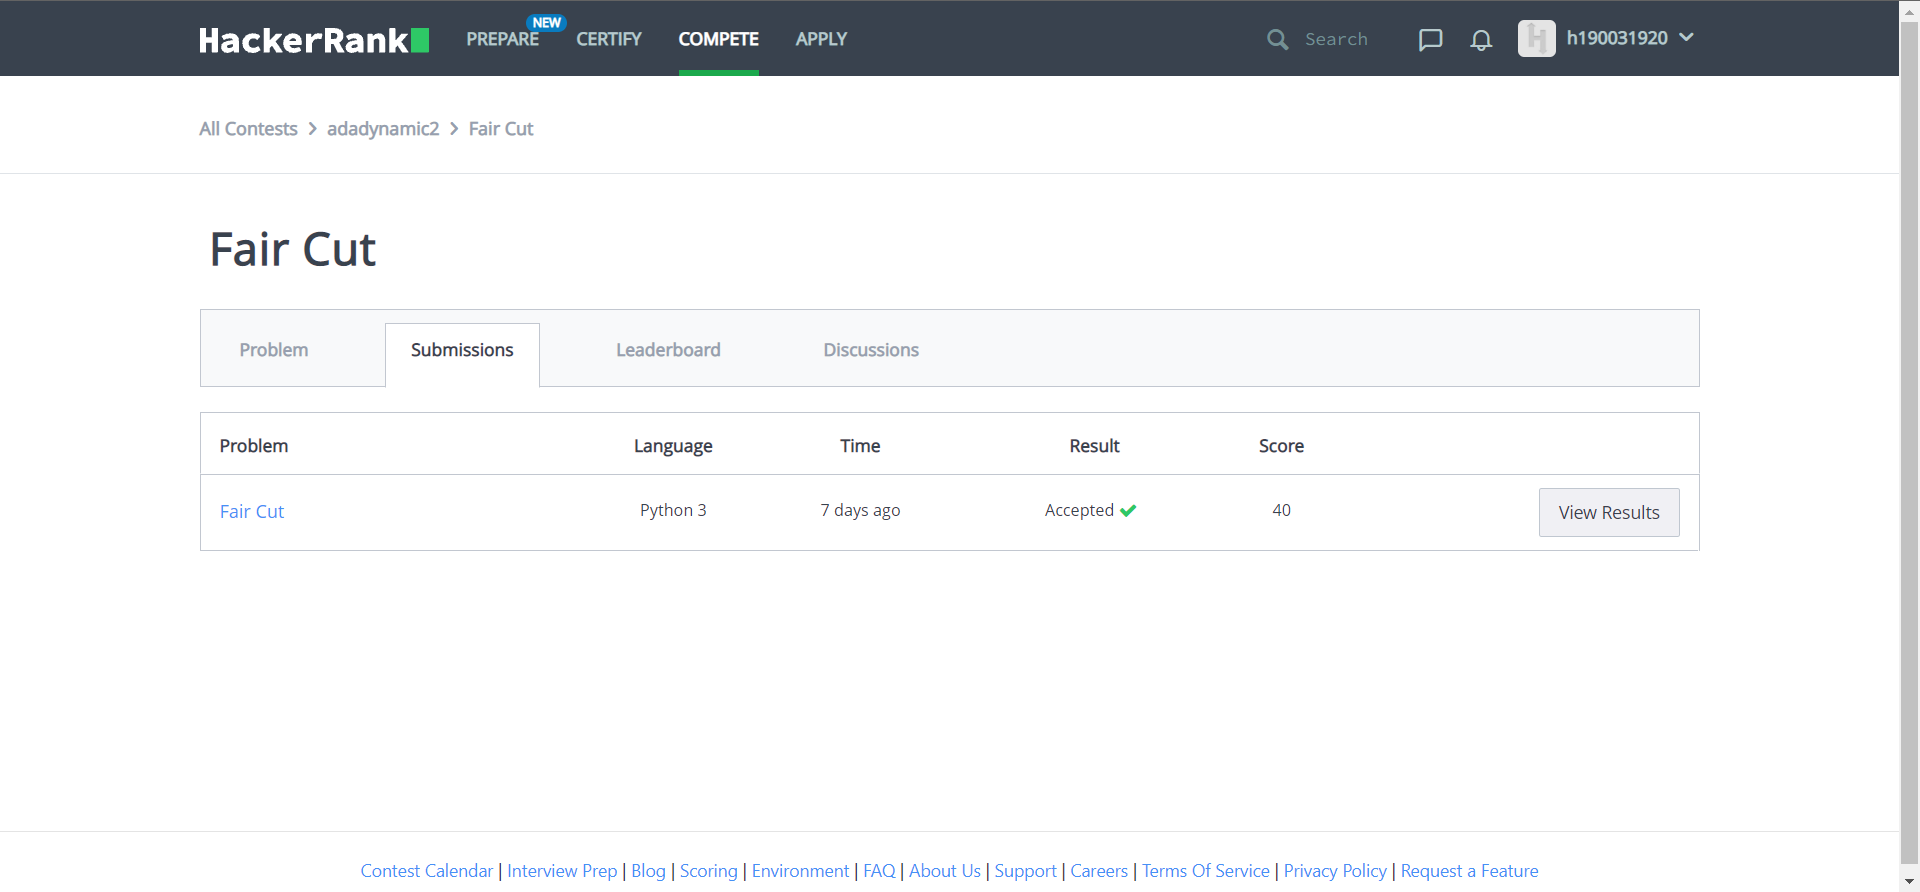 HackerRank PREPARE NEW CERTIFY COMPETE APPLY Search h190031920
All Contests > adadynamic2 > Fair Cut
Fair Cut
Problem Submissions Leaderboard Discussions
Problem Language Time Result Score
Fair Cut Python 3 7 days ago Accepted 40 View Results
Contest Calendar | Interview Prep | Blog | Scoring | Environment | FAQ | About Us | Support | Careers | Terms Of Service | Privacy Policy | Request a Feature